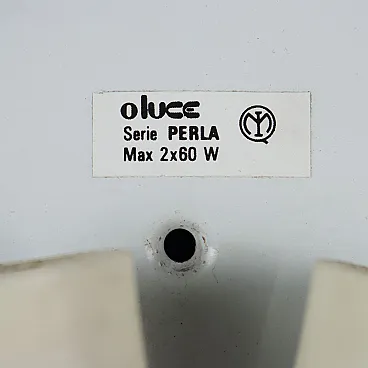 oluce
Serie PERLA
Max 2x60 W